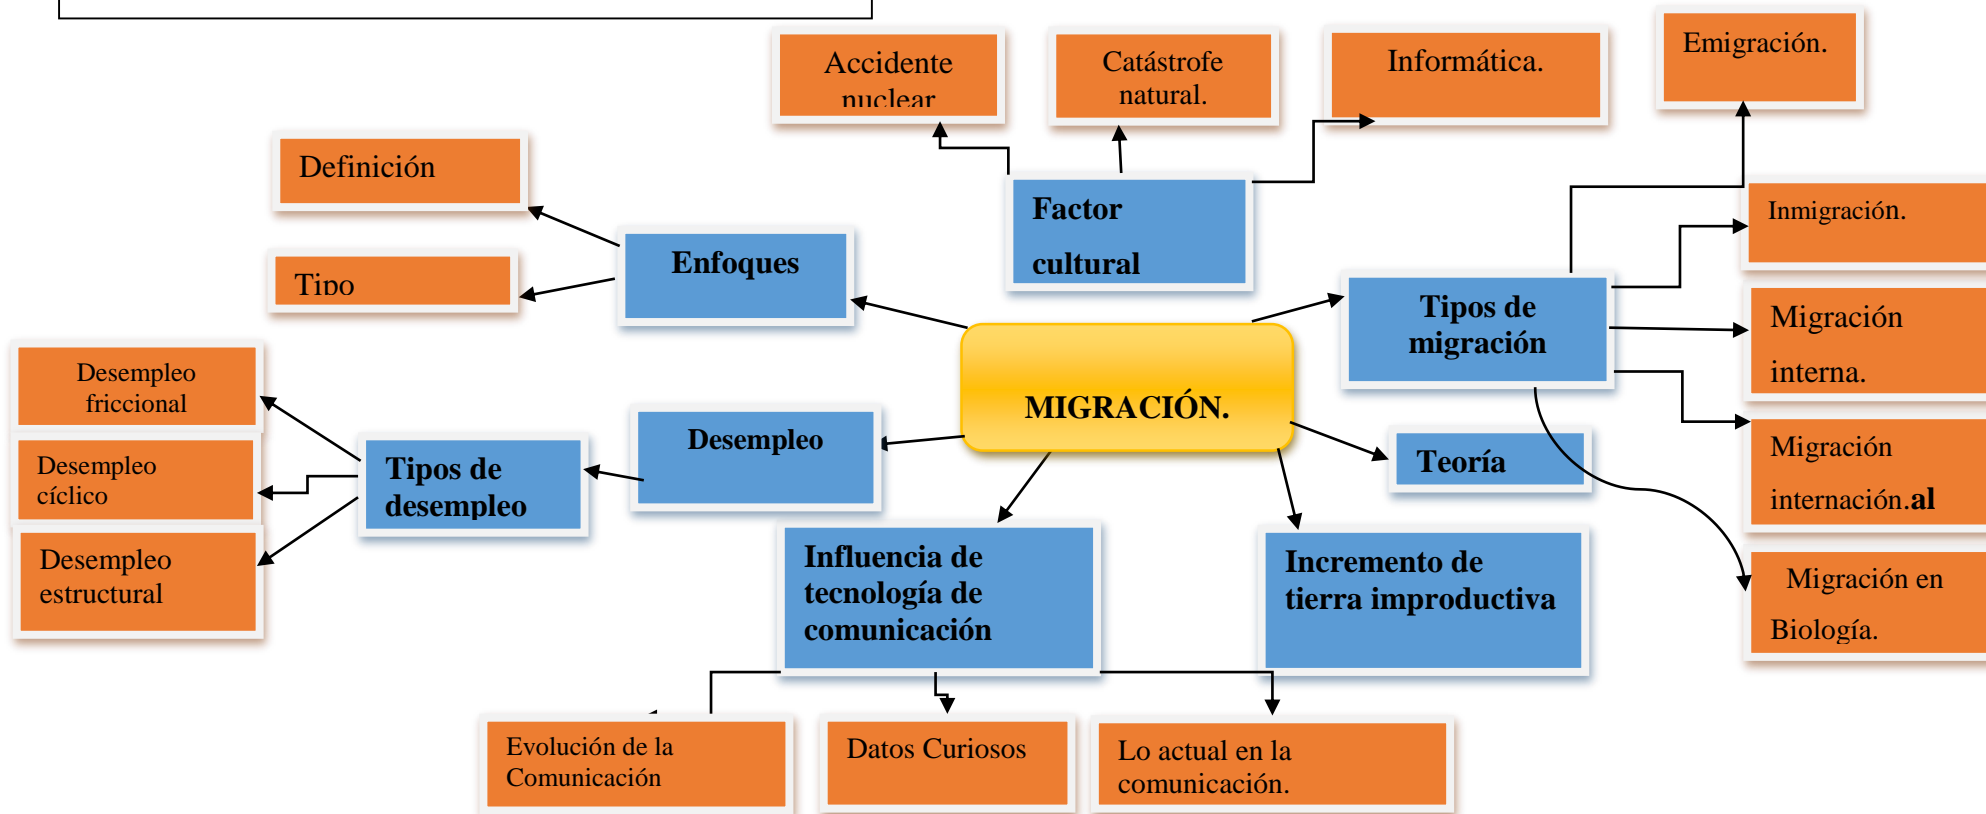 Accidente
nuclear
Catástrofe
natural.
Informática.
Emigración.
Definición
Tipo
Enfoques
Factor
cultural
Inmigración.
Tipos de
migración
Migración
interna.
MIGRACIÓN.
Desempleo
friccional
Desempleo
cíclico
Desempleo
estructural
Tipos de
desempleo
Desempleo
Teoría
Migración
internación.al
Influencia de
tecnología de
comunicación
Incremento de
tierra improductiva
Migración en
Biología.
Evolución de la
Comunicación
Datos Curiosos
Lo actual en la
comunicación.